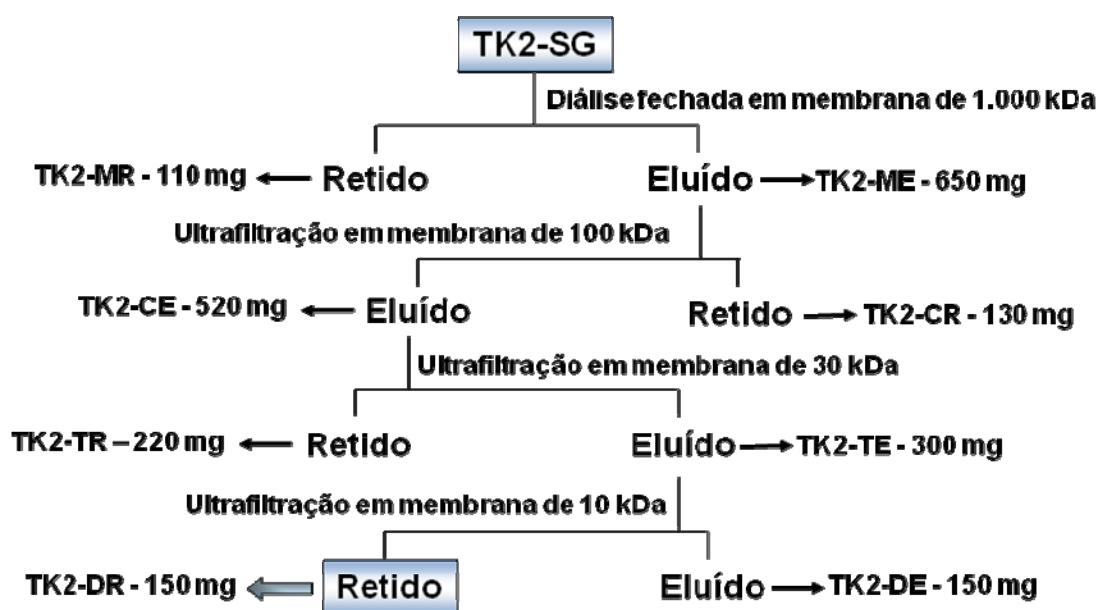 TK2-SG
Diálise fechada em membrana de 1.000 kDa
TK2-MR - 110 mg
Retido
Eluído
TK2-ME - 650 mg
Ultrafiltração em membrana de 100 kDa
TK2-CE - 520 mg
Eluído
Retido
TK2-CR - 130 mg
Ultrafiltração em membrana de 30 kDa
TK2-TR – 220 mg
Retido
Eluído
TK2-TE - 300 mg
Ultrafiltração em membrana de 10 kDa
TK2-DR - 150 mg
Retido
Eluído
TK2-DE - 150 mg